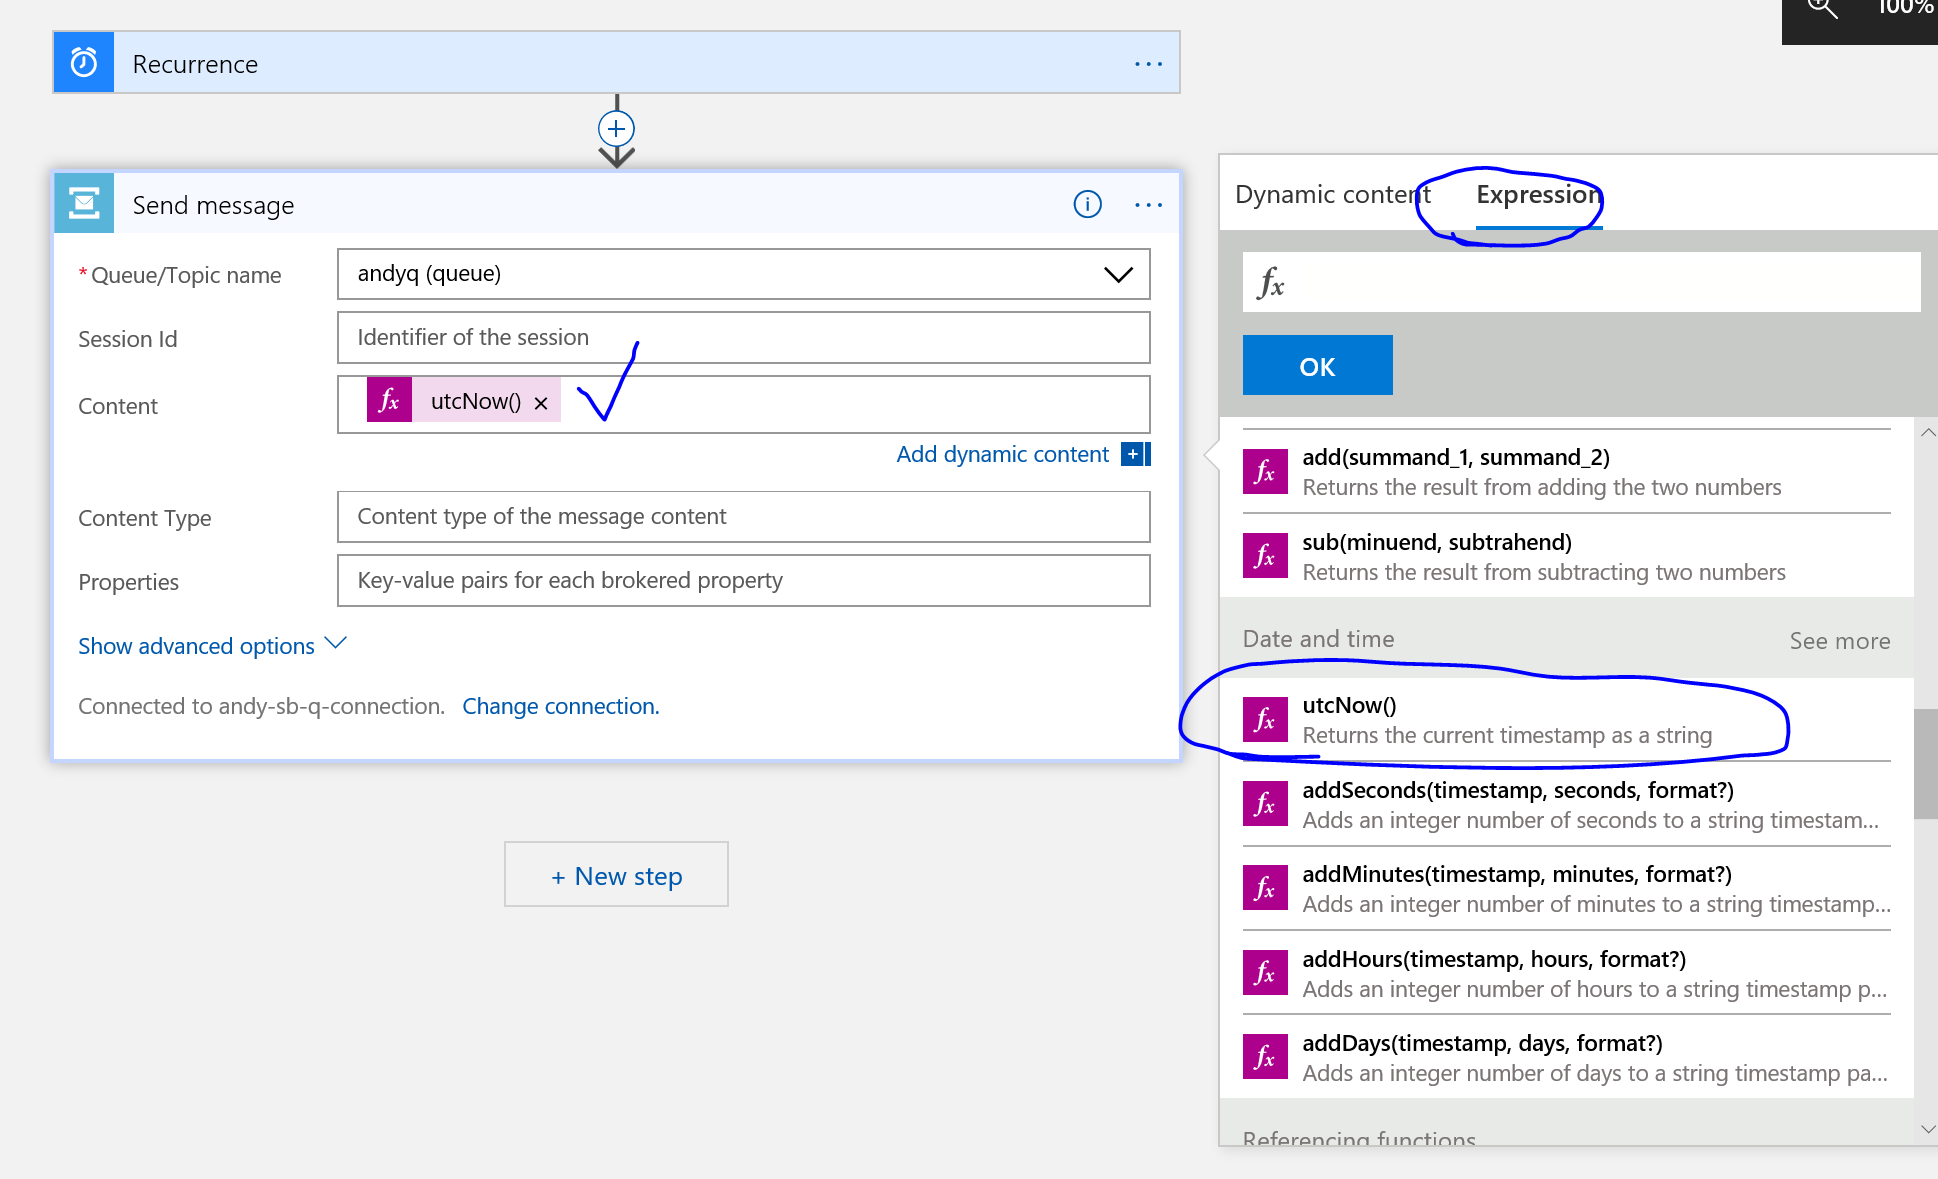 100%
Recurrence
Send message
* Queue/Topic name
andyq (queue)
Session Id
Identifier of the session
Content
fx utcNow() ×
Add dynamic content
Content Type
Content type of the message content
Properties
Key-value pairs for each brokered property
Show advanced options
Connected to andy-sb-q-connection. Change connection.
+ New step
Dynamic content Expression
fx
OK
fx add(summand_1, summand_2)
Returns the result from adding the two numbers
fx sub(minuend, subtrahend)
Returns the result from subtracting two numbers
Date and time See more
fx utcNow()
Returns the current timestamp as a string
fx addSeconds(timestamp, seconds, format?)
Adds an integer number of seconds to a string timestam...
fx addMinutes(timestamp, minutes, format?)
Adds an integer number of minutes to a string timestamp...
fx addHours(timestamp, hours, format?)
Adds an integer number of hours to a string timestamp p...
fx addDays(timestamp, days, format?)
Adds an integer number of days to a string timestamp pa...
Referencing functions